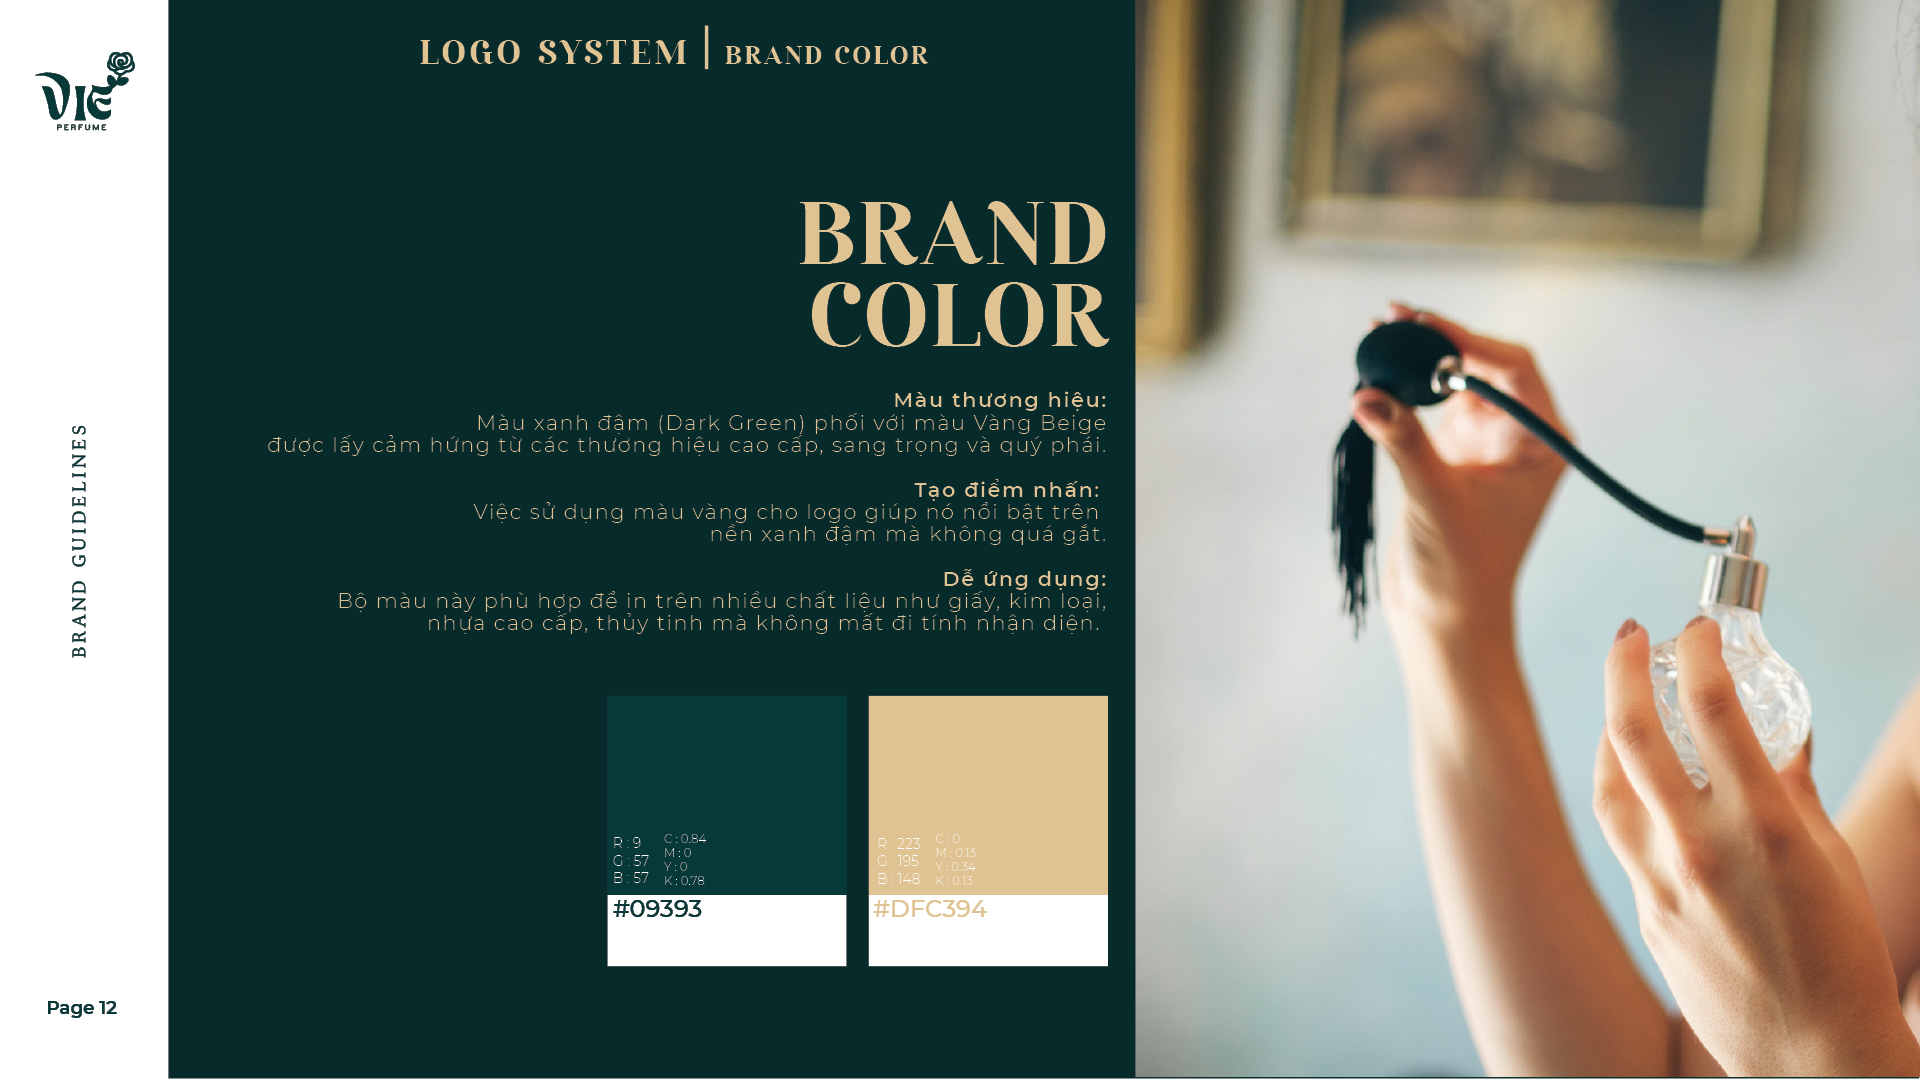 VIE
PERFUME
LOGO SYSTEM | BRAND COLOR
BRAND
COLOR
Màu thương hiệu:
Màu xanh đậm (Dark Green) phối với màu Vàng Beige
được lấy cảm hứng từ các thương hiệu cao cấp, sang trọng và quý phái.
Tạo điểm nhấn:
Việc sử dụng màu vàng cho logo giúp nó nổi bật trên
nền xanh đậm mà không quá gắt.
Dễ ứng dụng:
Bộ màu này phù hợp để in trên nhiều chất liệu như giấy, kim loại,
nhựa cao cấp, thủy tinh mà không mất đi tính nhận diện.
R : 9
G : 57
B : 57
C : 0.84
M : 0
Y : 0
K : 0.78
#09393
R : 223
G : 195
B : 148
C : 0
M : 0.13
Y : 0.34
K : 0.13
#DFC394
BRAND GUIDELINES
Page 12